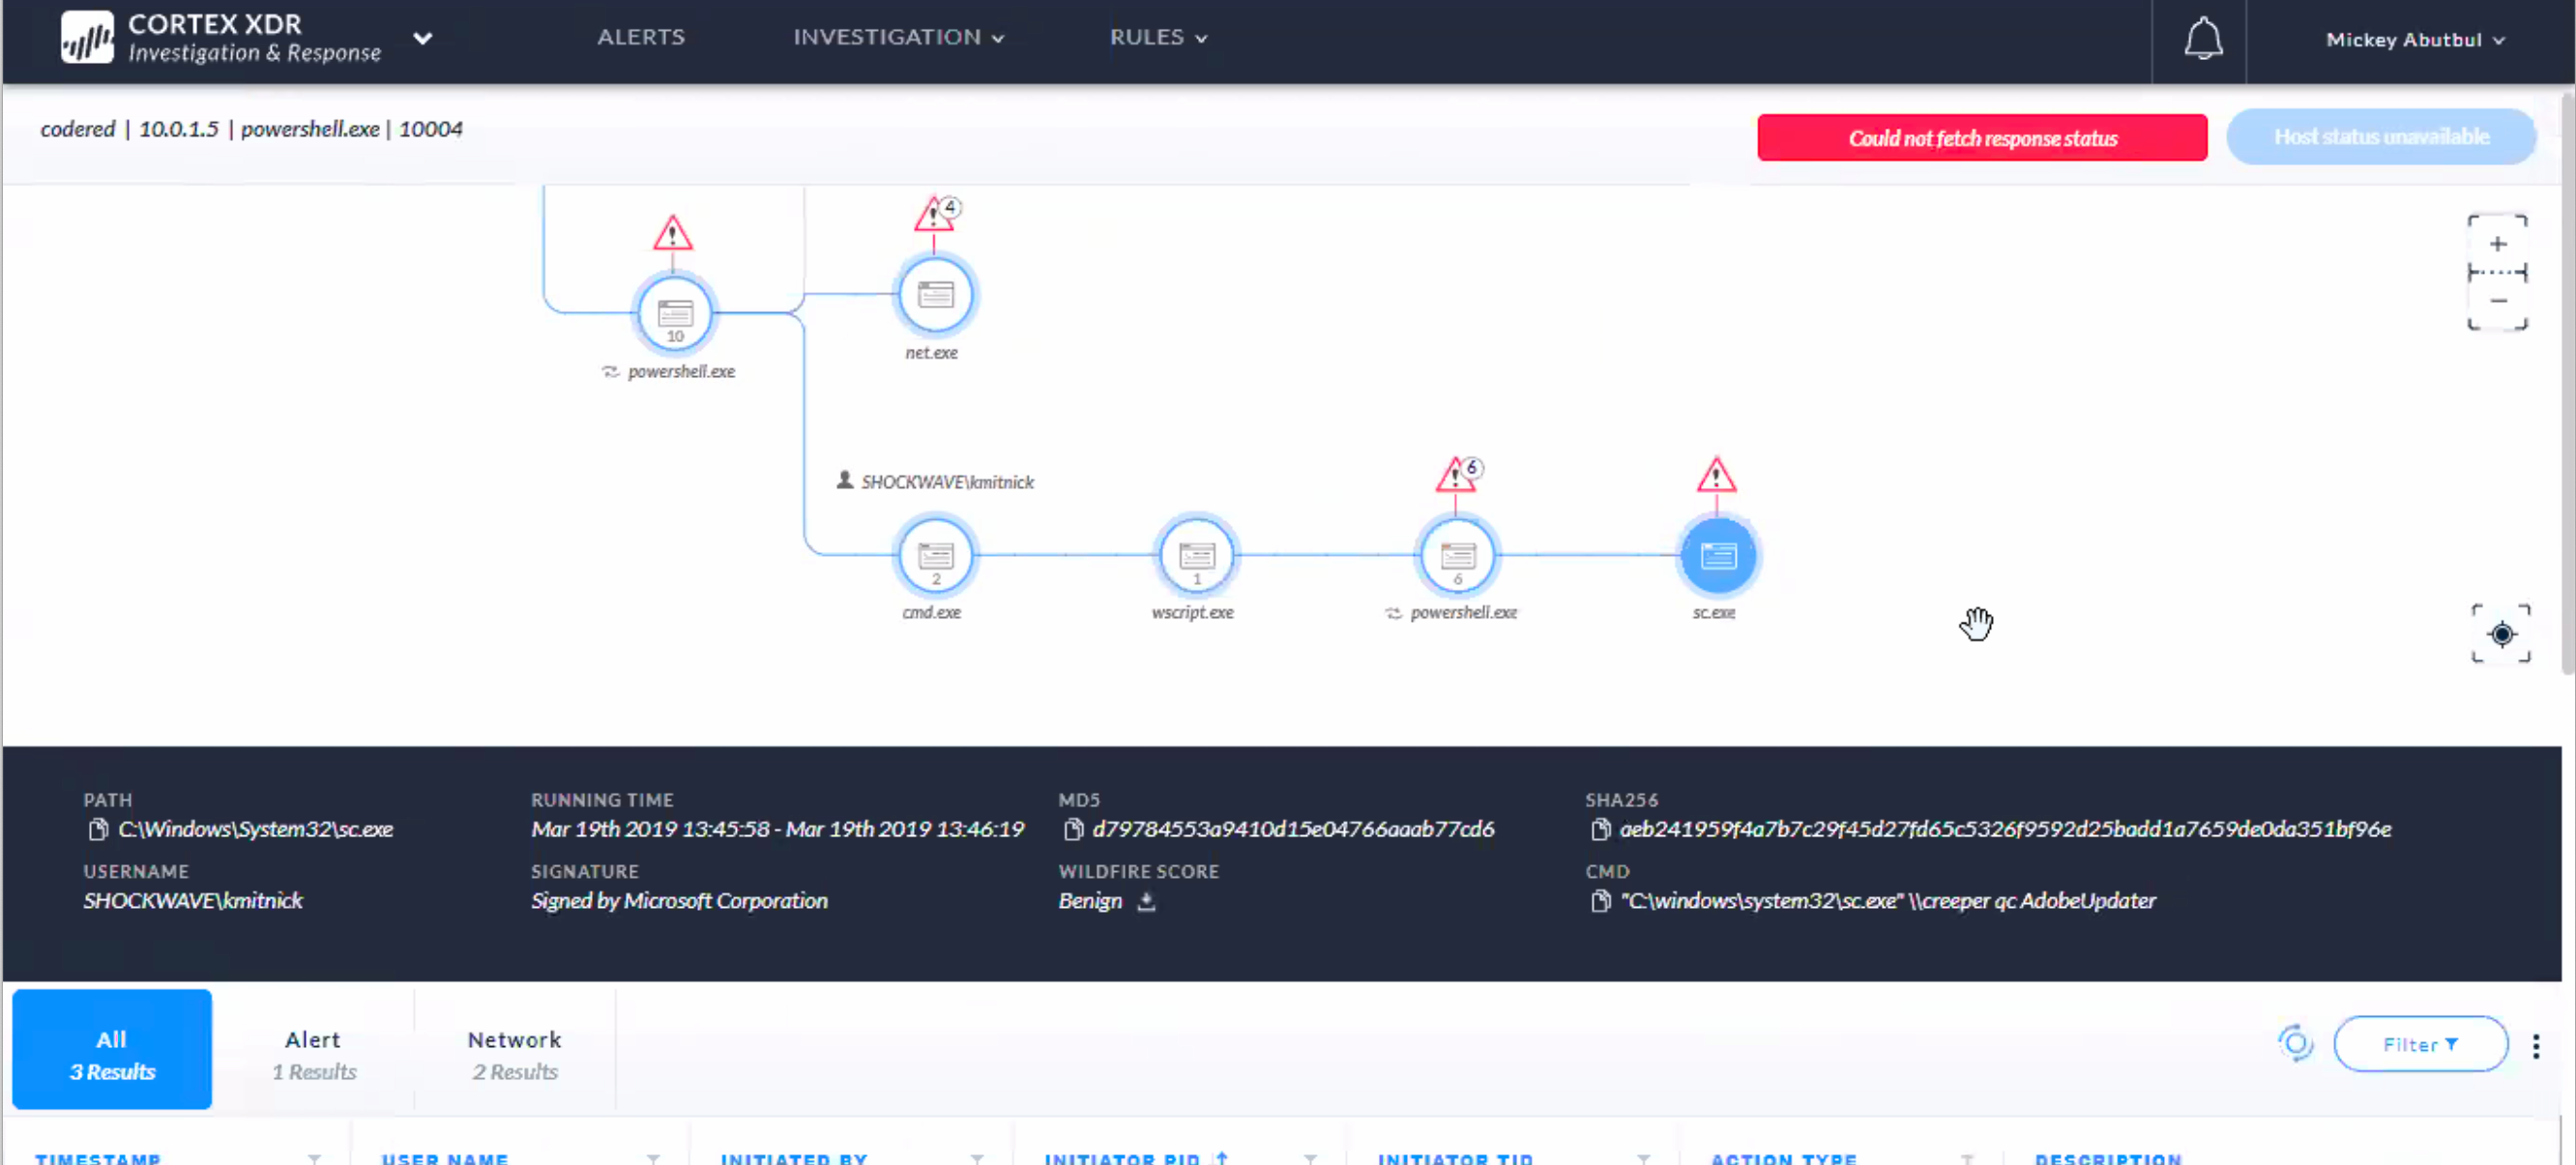 CORTEX XDR
Investigation & Response
ALERTS
INVESTIGATION
RULES
Mickey Abutbul
codered | 10.0.1.5 | powershell.exe | 10004
Could not fetch response status
Host status unavailable
4
10
powershell.exe
net.exe
SHOCKWAVE\kmitnick
6
2
1
6
cmd.exe
wscript.exe
powershell.exe
sc.exe
PATH
C:\Windows\System32\sc.exe
RUNNING TIME
Mar 19th 2019 13:45:58 - Mar 19th 2019 13:46:19
MD5
d79784553a9410d15e04766aaab77cd6
SHA256
aeb241959f4a7b7c29f45d27fd65c5326f9592d25badd1a7659de0da351bf96e
USERNAME
SHOCKWAVE\kmitnick
SIGNATURE
Signed by Microsoft Corporation
WILDFIRE SCORE
Benign
CMD
"C:\windows\system32\sc.exe" \\creeper qc AdobeUpdater
All
3 Results
Alert
1 Results
Network
2 Results
Filter
TIMESTAMP
USER NAME
INITIATED BY
INITIATOR PID
INITIATOR TID
ACTION TYPE
DESCRIPTION